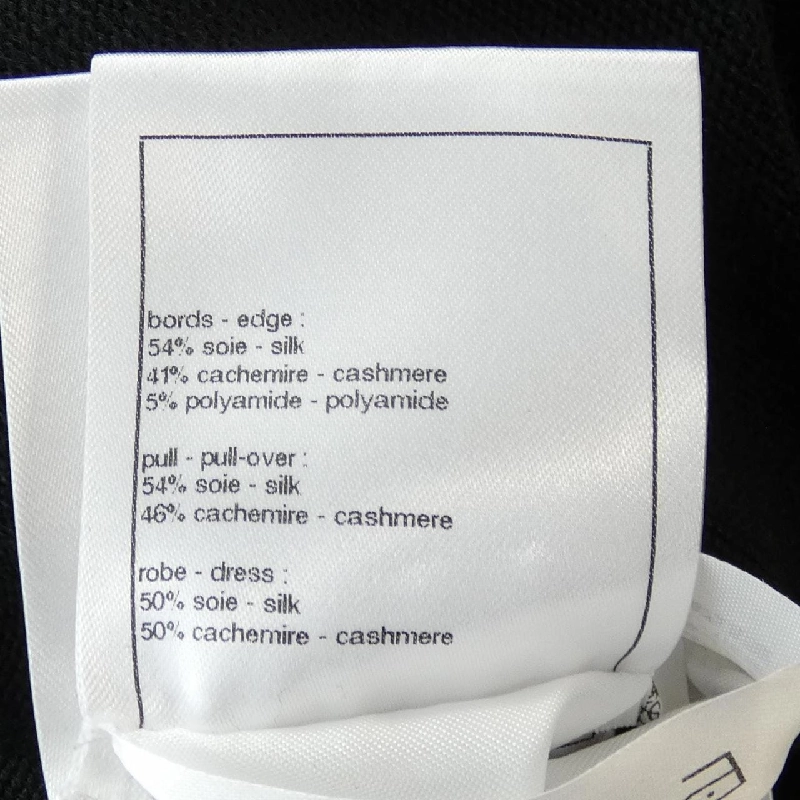 bords - edge :
54% soie - silk
41% cachemire - cashmere
5% polyamide - polyamide
pull - pull-over :
54% soie - silk
46% cachemire - cashmere
robe - dress :
50% soie - silk
50% cachemire - cashmere